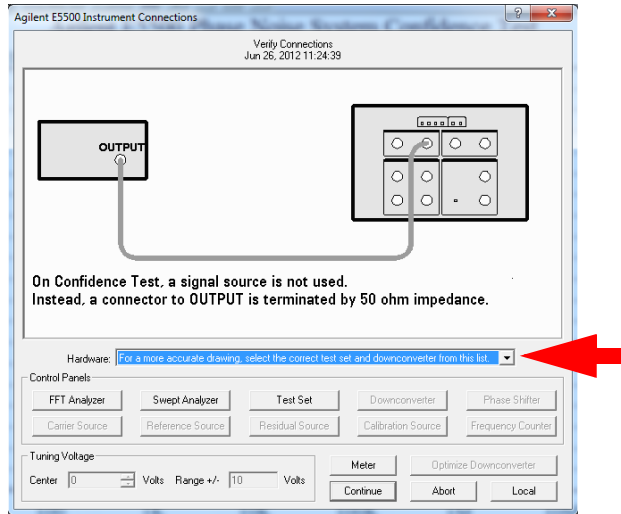 Agilent E5500 Instrument Connections
Verify Connections
Jun 26, 2012 11:24:39
OUTPUT
On Confidence Test, a signal source is not used.
Instead, a connector to OUTPUT is terminated by 50 ohm impedance.
Hardware: For a more accurate drawing, select the correct test set and downconverter from this list.
Control Panels
FFT Analyzer Swept Analyzer Test Set Downconverter Phase Shifter
Carrier Source Reference Source Residual Source Calibration Source Frequency Counter
Tuning Voltage
Center 0 Volts Range +/- 10 Volts
Meter Optimize Downconverter
Continue Abort Local